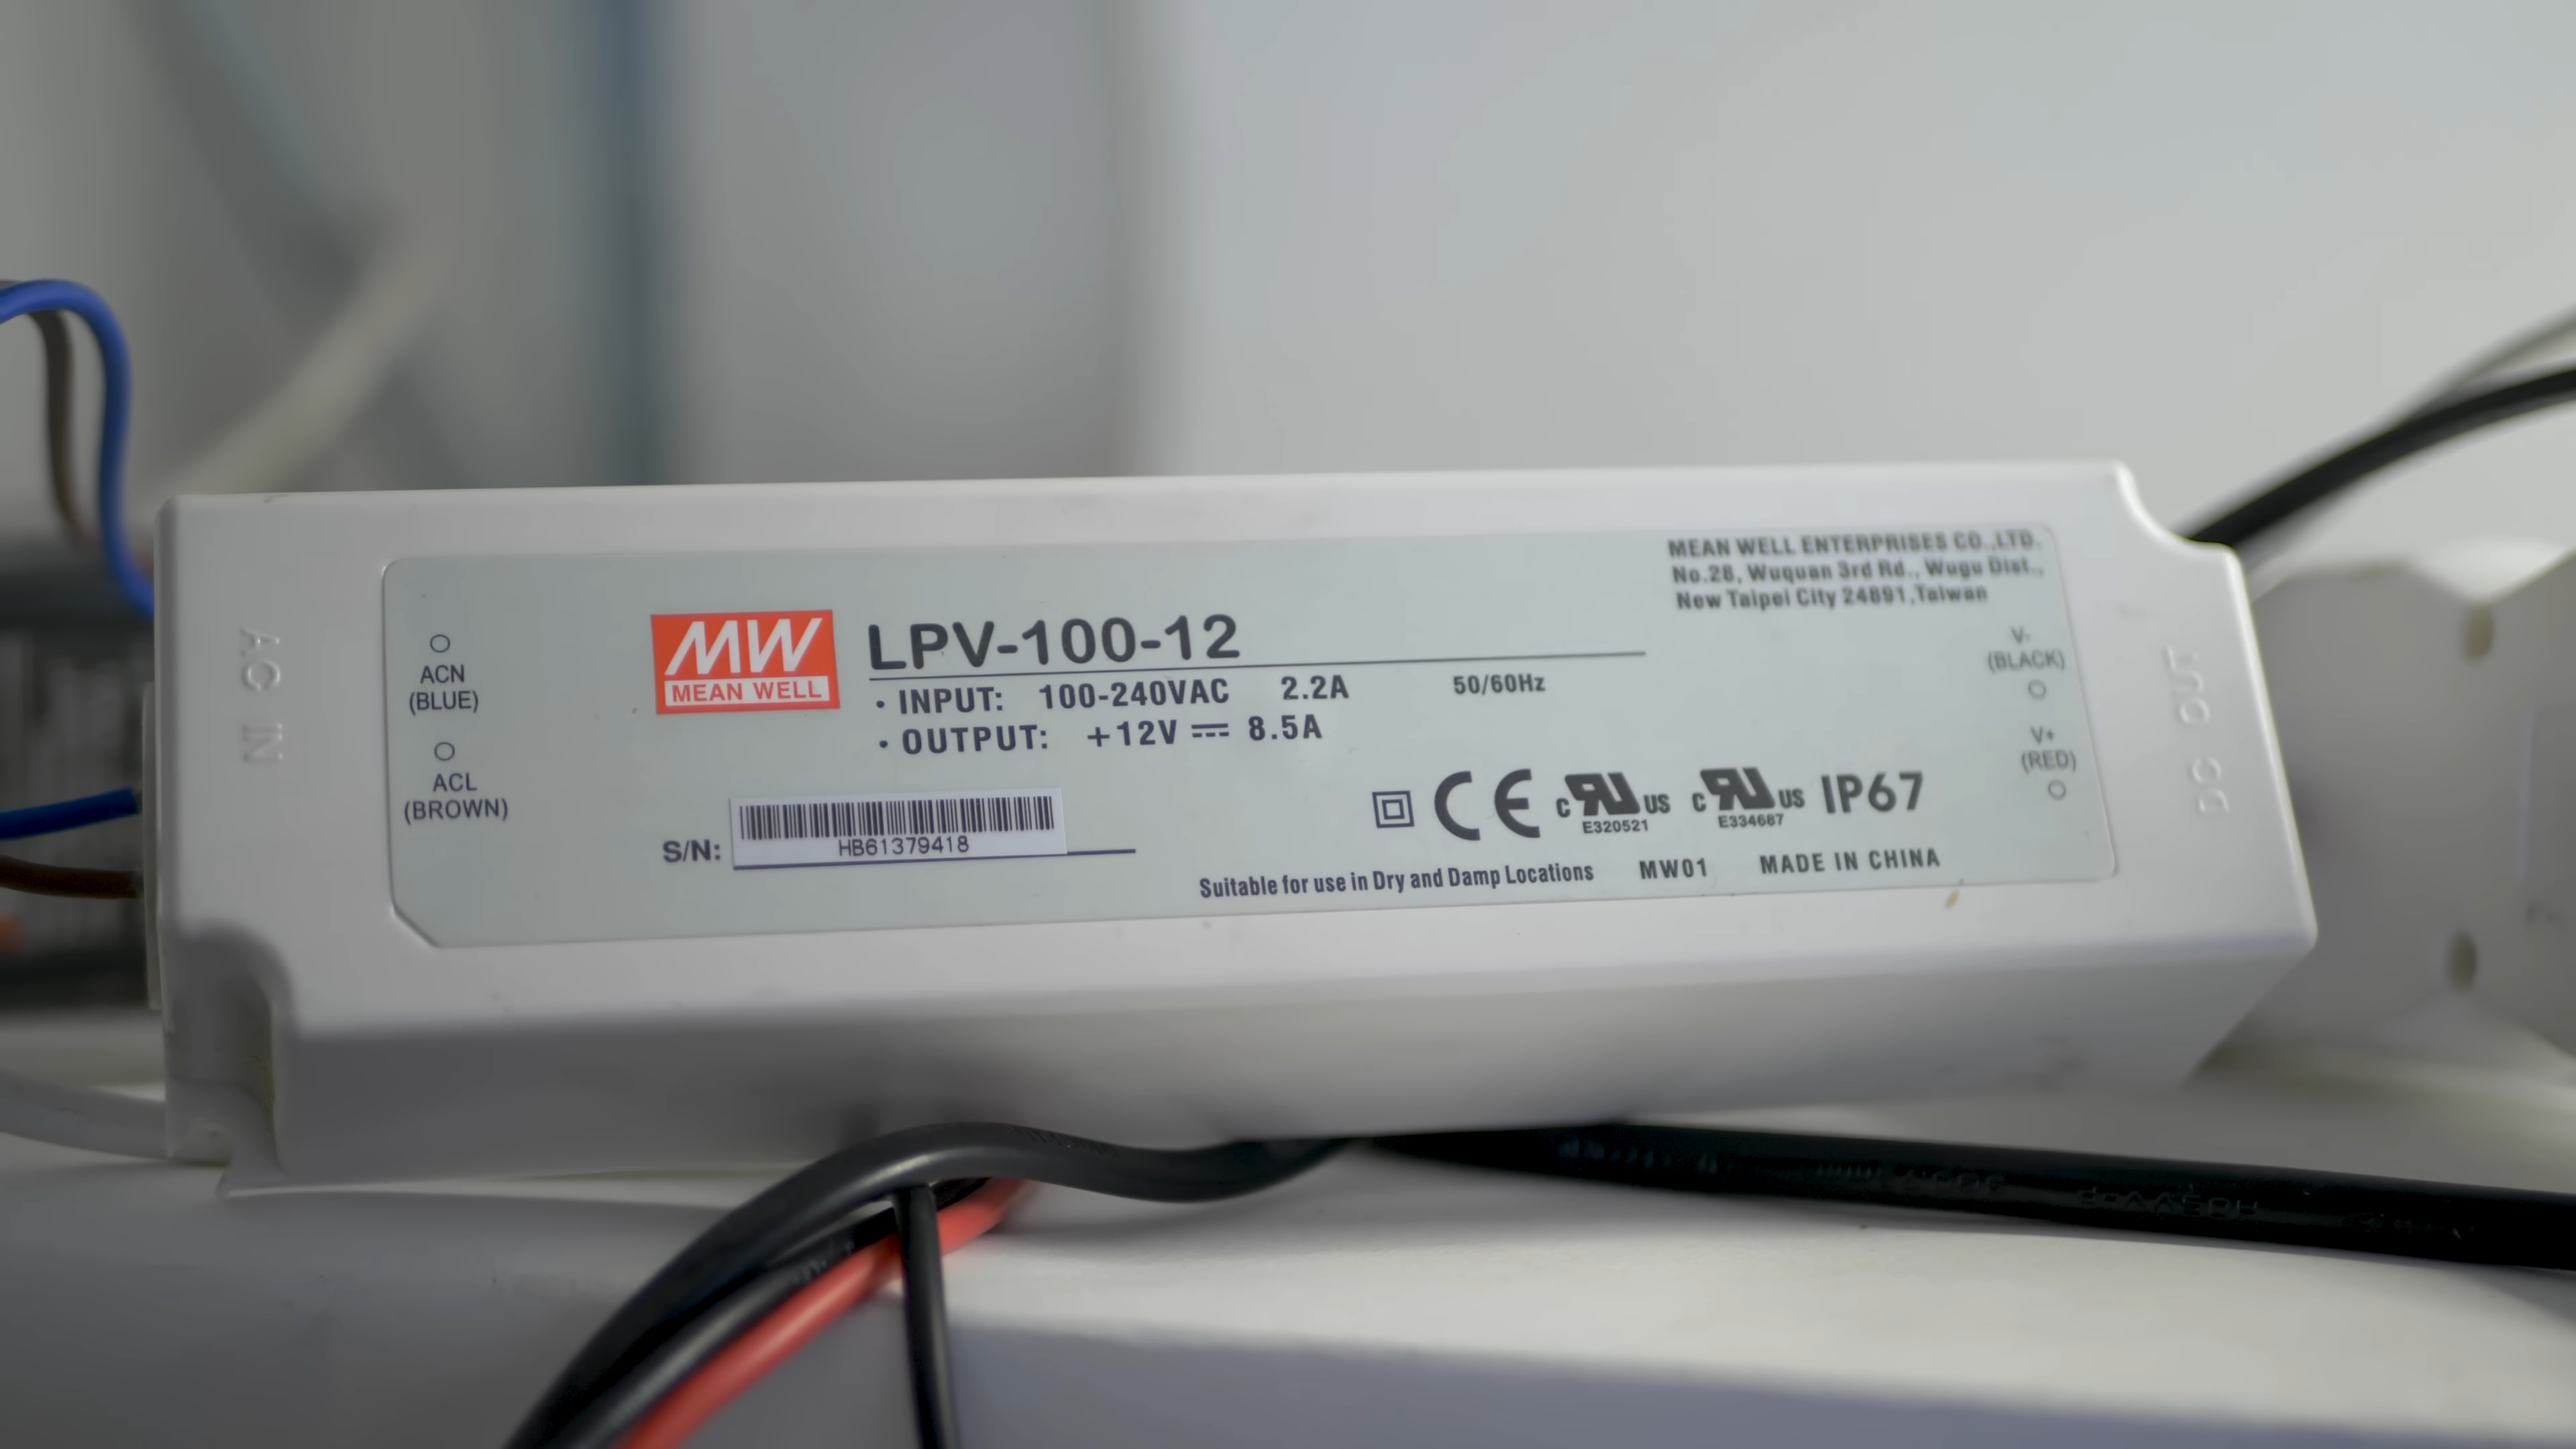 MEAN WELL ENTERPRISES CO.,LTD.
No.28, Wuquan 3rd Rd., Wugu Dist.,
New Taipei City 24891,Taiwan
AC IN
ACN
(BLUE)
ACL
(BROWN)
MW
MEAN WELL
LPV-100-12
• INPUT: 100-240VAC 2.2A 50/60Hz
• OUTPUT: +12V ⎓ 8.5A
S/N:
HB61379418
CE c RU US c RU US IP67
E320521 E334687
Suitable for use in Dry and Damp Locations MW01 MADE IN CHINA
V-
(BLACK)
V+
(RED)
DC OUT